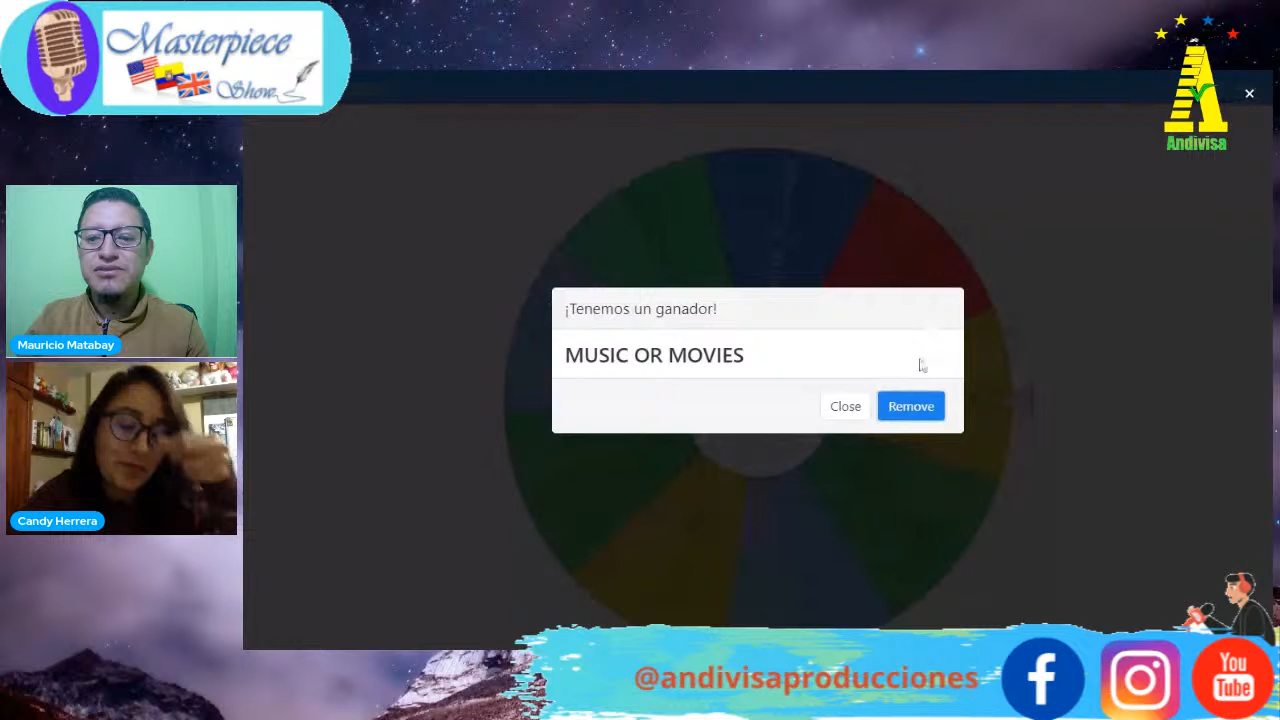 Masterpiece
Show
Andivisa
Mauricio Matabay
Candy Herrera
¡Tenemos un ganador!
MUSIC OR MOVIES
Close
Remove
@andivisaproducciones
You
Tube